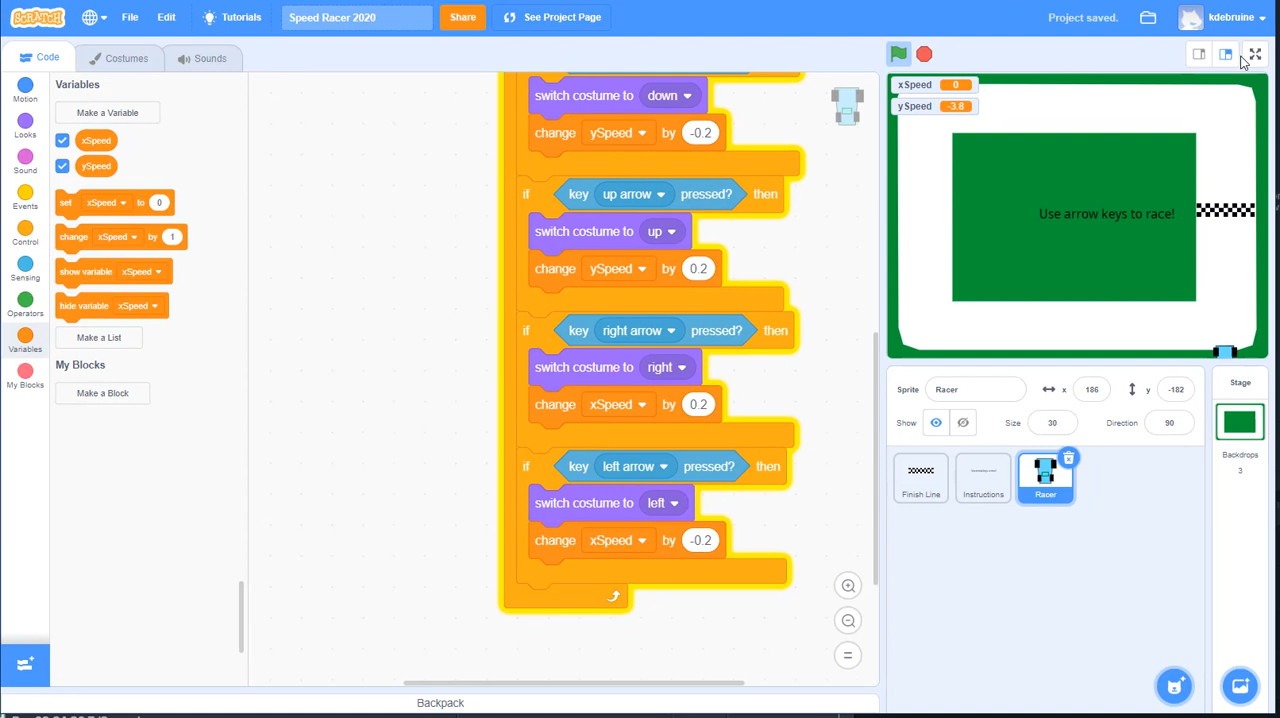 SCRATCH
File
Edit
Tutorials
Speed Racer 2020
Share
See Project Page
Project saved.
kdebruine
Code
Costumes
Sounds
Motion
Looks
Sound
Events
Control
Sensing
Operators
Variables
My Blocks
Variables
Make a Variable
xSpeed
ySpeed
set xSpeed to 0
change xSpeed by 1
show variable xSpeed
hide variable xSpeed
Make a List
My Blocks
Make a Block
switch costume to down
change ySpeed by -0.2
if key up arrow pressed? then
switch costume to up
change ySpeed by 0.2
if key right arrow pressed? then
switch costume to right
change xSpeed by 0.2
if key left arrow pressed? then
switch costume to left
change xSpeed by -0.2
Backpack
xSpeed 0
ySpeed -3.8
Use arrow keys to race!
Sprite Racer x 186 y -182
Show Size 30 Direction 90
Finish Line
Instructions
Racer
Stage
Backdrops
3